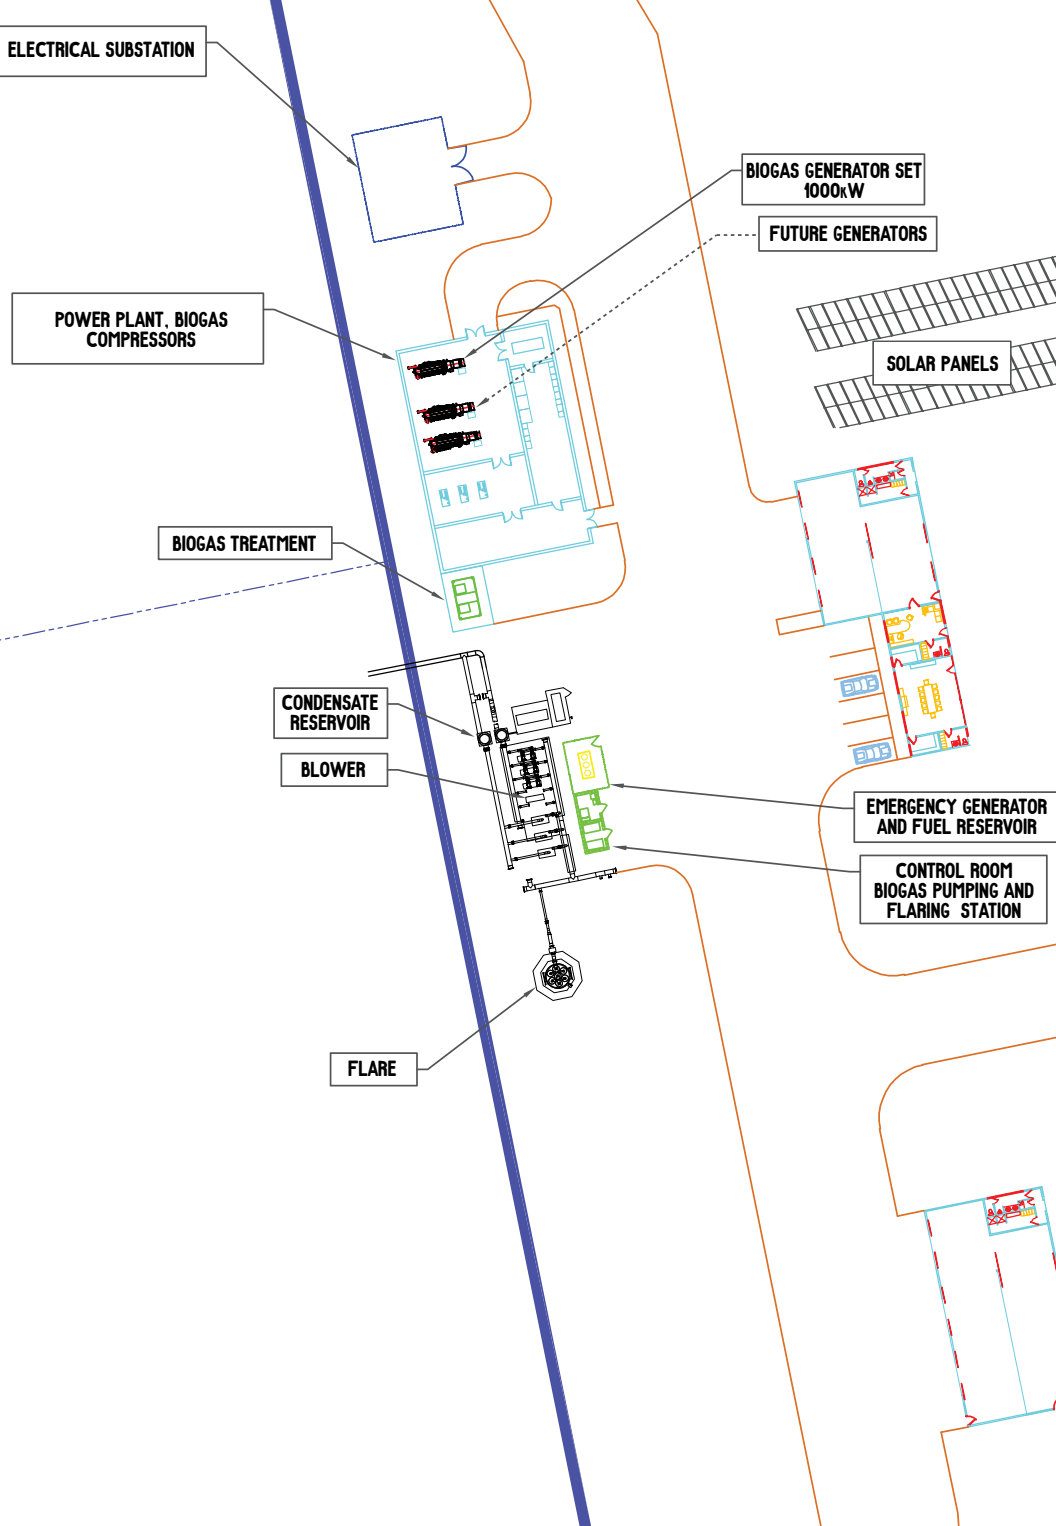 ELECTRICAL SUBSTATION
BIOGAS GENERATOR SET
1000kW
FUTURE GENERATORS
POWER PLANT, BIOGAS
COMPRESSORS
SOLAR PANELS
BIOGAS TREATMENT
CONDENSATE
RESERVOIR
BLOWER
EMERGENCY GENERATOR
AND FUEL RESERVOIR
CONTROL ROOM
BIOGAS PUMPING AND
FLARING STATION
FLARE